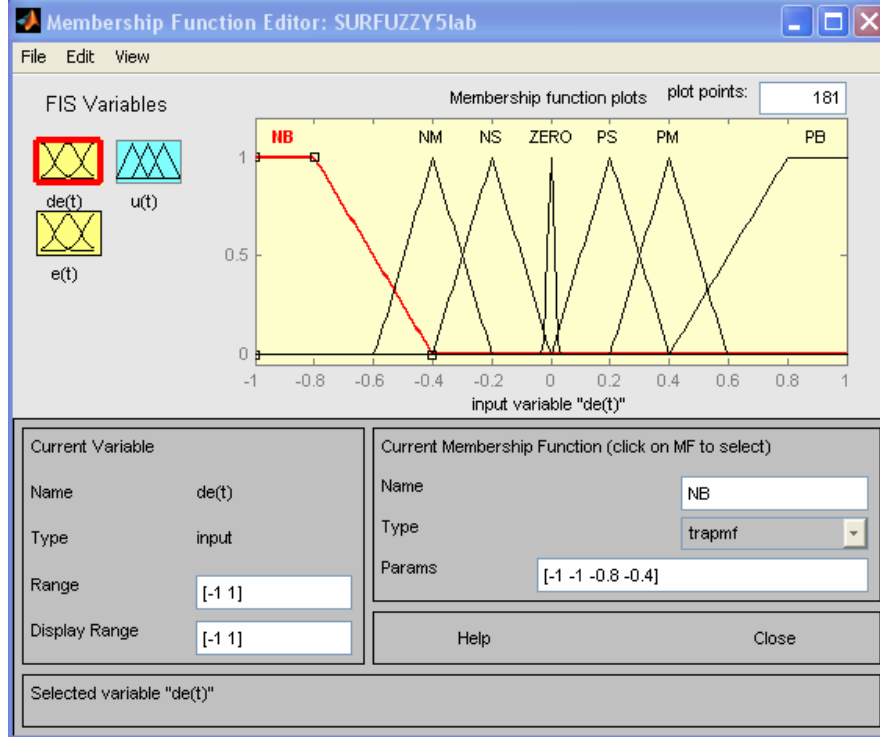 Membership Function Editor: SURFUZZY5lab
File Edit View
FIS Variables
Membership function plots plot points: 181
de(t) u(t)
e(t)
NB NM NS ZERO PS PM PB
1
0.5
0
-1 -0.8 -0.6 -0.4 -0.2 0 0.2 0.4 0.6 0.8 1
input variable "de(t)"
Current Variable
Name de(t)
Type input
Range [-1 1]
Display Range [-1 1]
Current Membership Function (click on MF to select)
Name NB
Type trapmf
Params [-1 -1 -0.8 -0.4]
Help Close
Selected variable "de(t)"